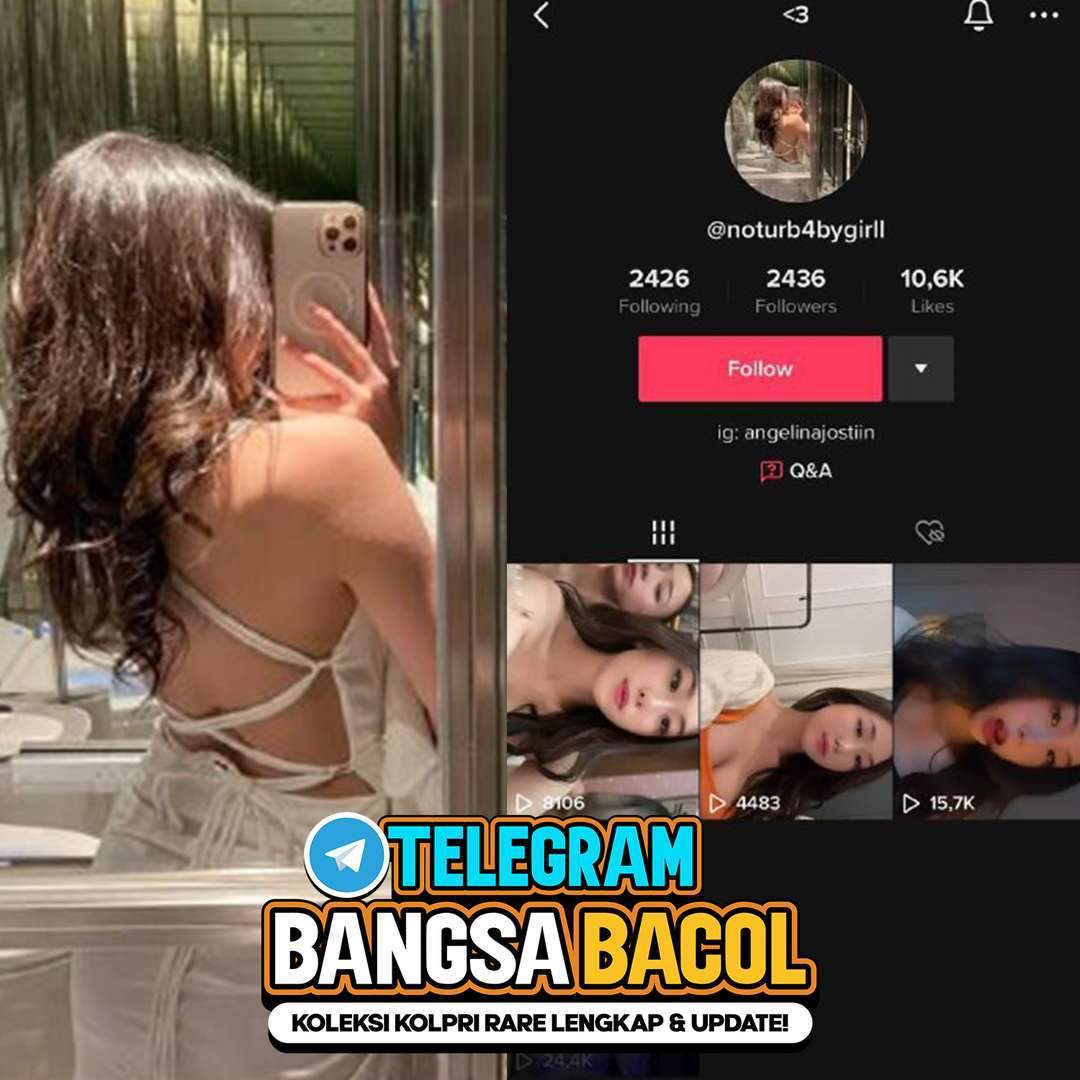 <3
@noturb4bygirll
2426 2436 10,6K
Following Followers Likes
Follow
ig: angelinajostiin
Q&A
8106 4483 15,7K
TELEGRAM
BANGSA BACOL
KOLEKSI KOLPRI RARE LENGKAP & UPDATE!
24,4K